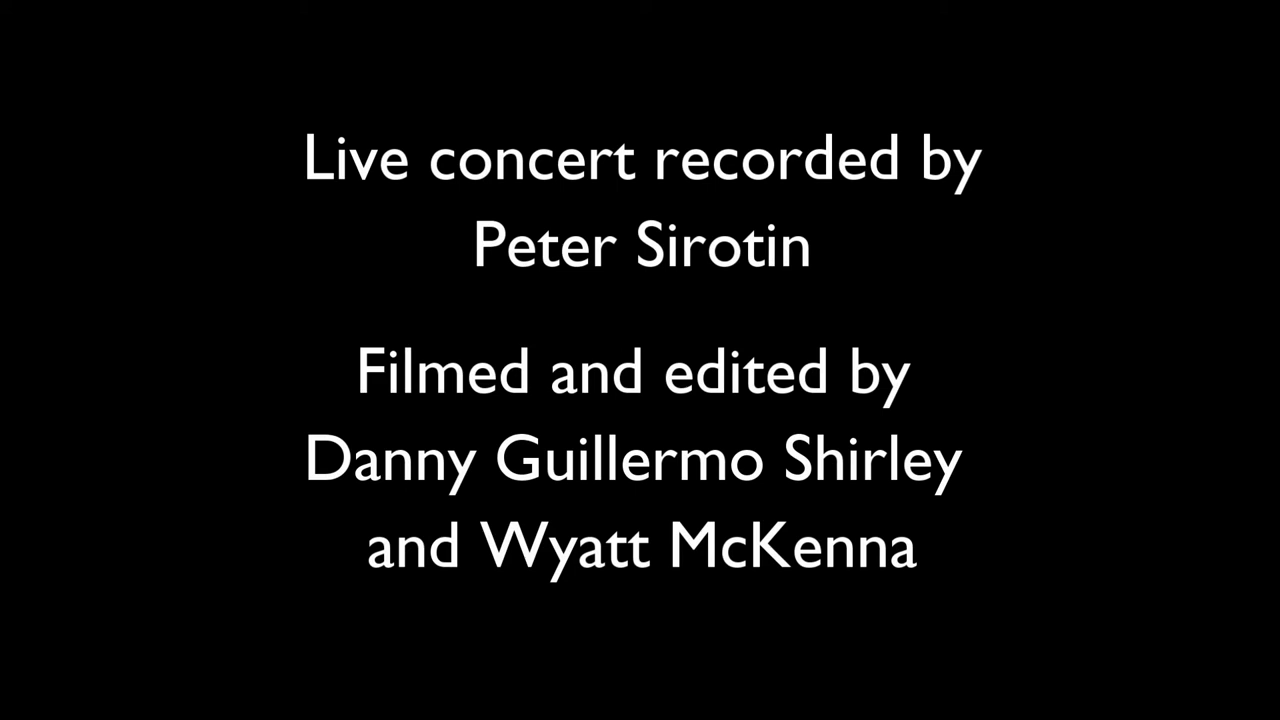 Live concert recorded by
Peter Sirotin
Filmed and edited by
Danny Guillermo Shirley
and Wyatt McKenna